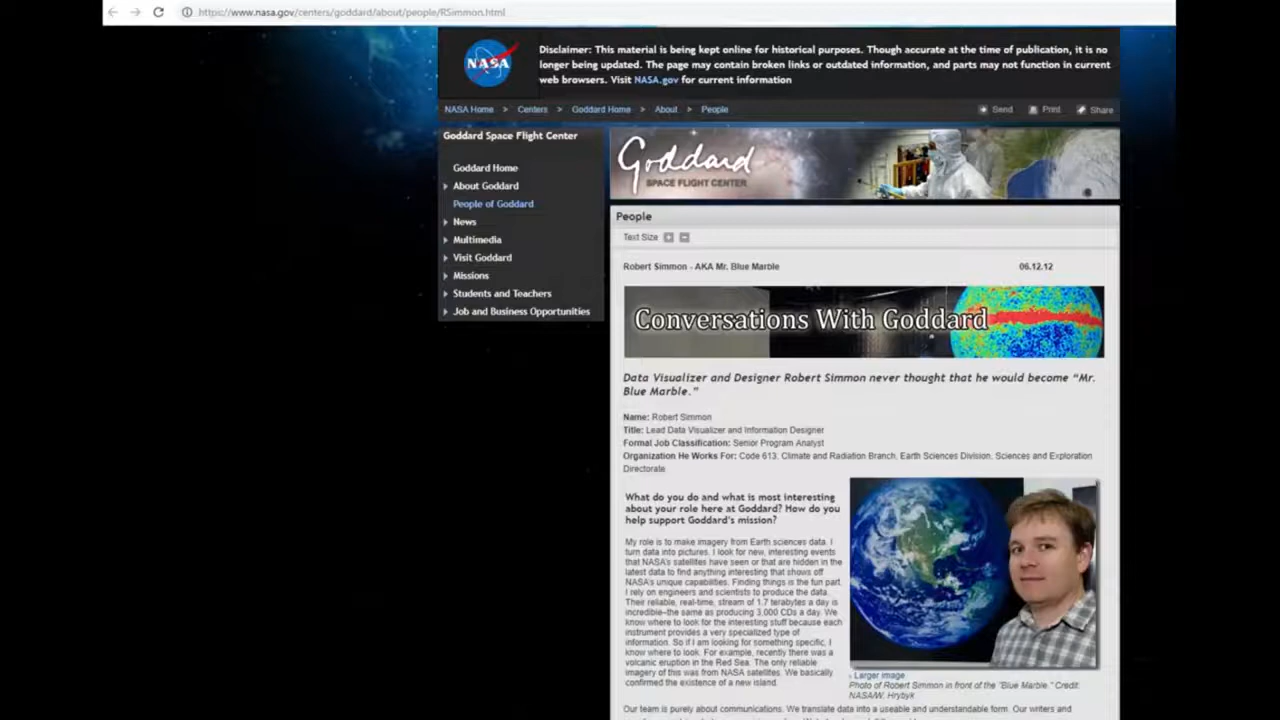 https://www.nasa.gov/centers/goddard/about/people/RSimmon.html
NASA
Disclaimer: This material is being kept online for historical purposes. Though accurate at the time of publication, it is no
longer being updated. The page may contain broken links or outdated information, and parts may not function in current
web browsers. Visit NASA.gov for current information
NASA Home > Centers > Goddard Home > About > People
Send Print Share
Goddard Space Flight Center
Goddard Home
About Goddard
People of Goddard
News
Multimedia
Visit Goddard
Missions
Students and Teachers
Job and Business Opportunities
Goddard
SPACE FLIGHT CENTER
People
Text Size
Robert Simmon - AKA Mr. Blue Marble 06.12.12
Conversations With Goddard
Data Visualizer and Designer Robert Simmon never thought that he would become “Mr.
Blue Marble.”
Name: Robert Simmon
Title: Lead Data Visualizer and Information Designer
Formal Job Classification: Senior Program Analyst
Organization He Works For: Code 613, Climate and Radiation Branch, Earth Sciences Division, Sciences and Exploration
Directorate
What do you do and what is most interesting
about your role here at Goddard? How do you
help support Goddard's mission?
My role is to make imagery from Earth sciences data. I
turn data into pictures. I look for new, interesting events
that NASA's satellites have seen or that are hidden in the
latest data to find anything interesting that shows off
NASA's unique capabilities. Finding things is the fun part.
I rely on engineers and scientists to produce the data.
Their reliable, real-time, stream of 1.7 terabytes a day is
incredible–the same as producing 3,000 CDs a day. We
know where to look for the interesting stuff because each
instrument provides a very specialized type of
information. So if I am looking for something specific, I
know where to look. For example, recently there was a
volcanic eruption in the Red Sea. The only reliable
imagery of this was from NASA satellites. We basically
confirmed the existence of a new island.
Larger image
Photo of Robert Simmon in front of the "Blue Marble." Credit:
NASA/W. Hrybyk
Our team is purely about communications. We translate data into a useable and understandable form. Our writers and